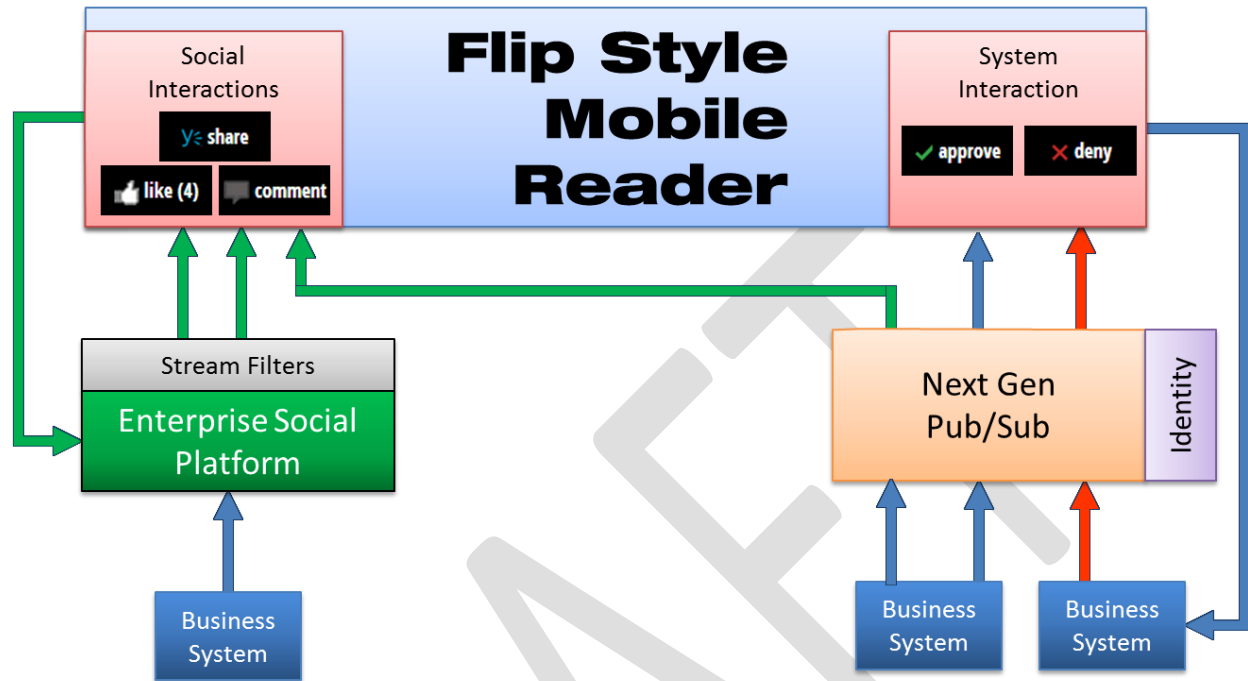 Social
Interactions
share
like (4)
comment
Flip Style
Mobile
Reader
System
Interaction
approve
deny
Stream Filters
Enterprise Social
Platform
Next Gen
Pub/Sub
Identity
Business
System
Business
System
Business
System